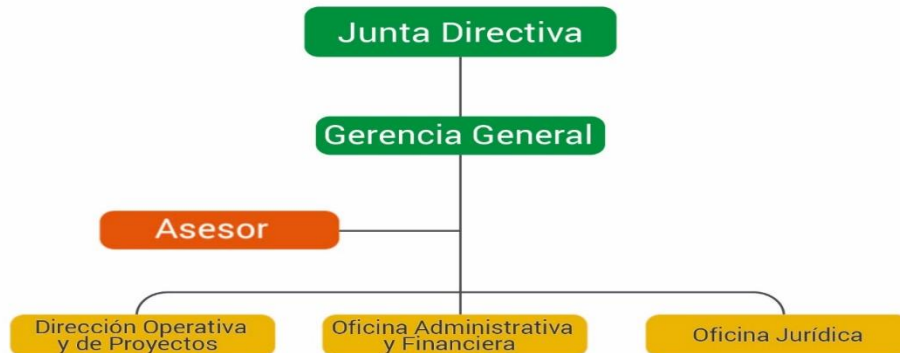 Junta Directiva
Gerencia General
Asesor
Dirección Operativa
y de Proyectos
Oficina Administrativa
y Financiera
Oficina Jurídica